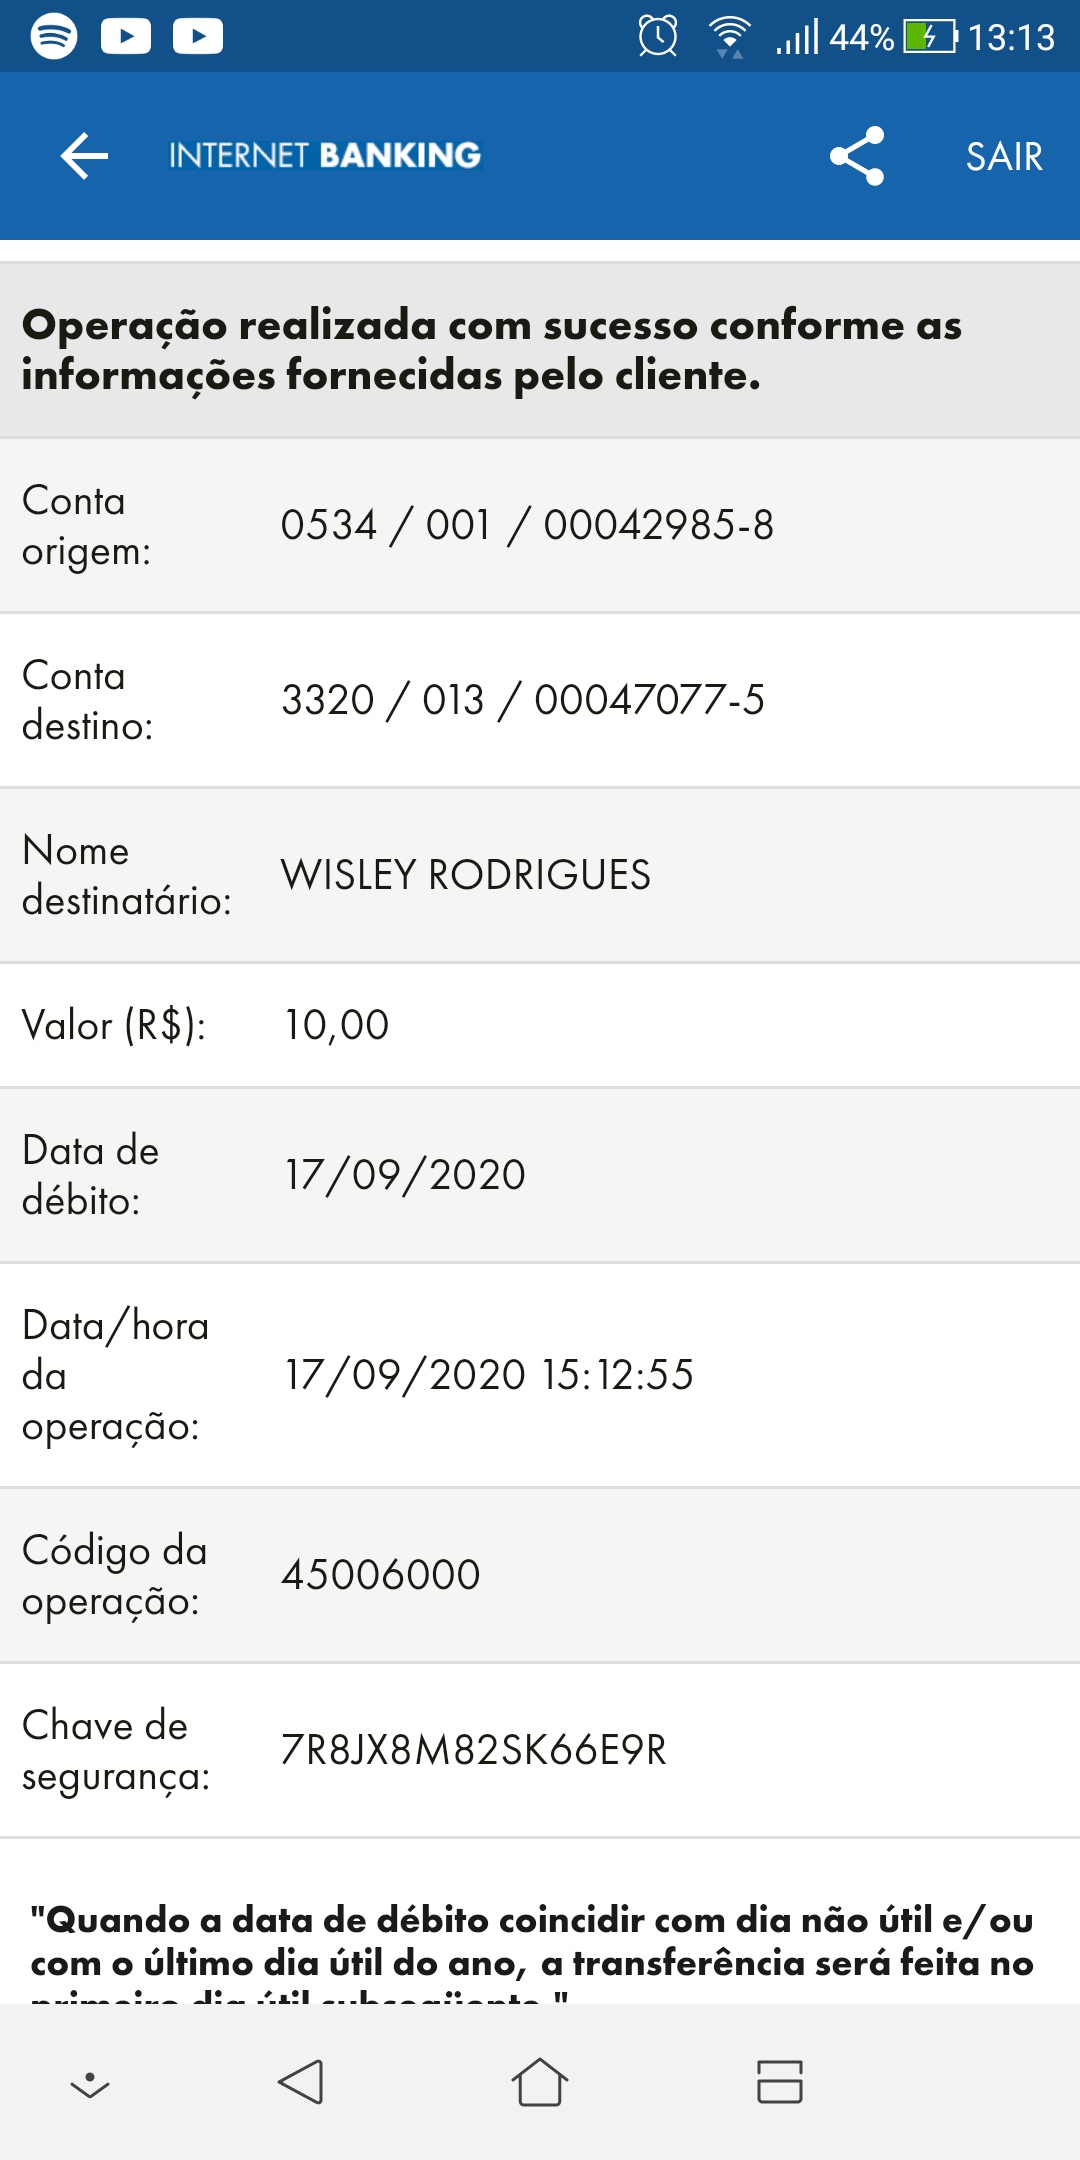 44% 13:13
INTERNET BANKING SAIR
Operação realizada com sucesso conforme as
informações fornecidas pelo cliente.
Conta
origem:
0534 / 001 / 00042985-8
Conta
destino:
3320 / 013 / 00047077-5
Nome
destinatário:
WISLEY RODRIGUES
Valor (R$): 10,00
Data de
débito:
17/09/2020
Data/hora
da
operação:
17/09/2020 15:12:55
Código da
operação:
45006000
Chave de
segurança:
7R8JX8M82SK66E9R
"Quando a data de débito coincidir com dia não útil e/ou
com o último dia útil do ano, a transferência será feita no
primeiro dia útil subseqüente."